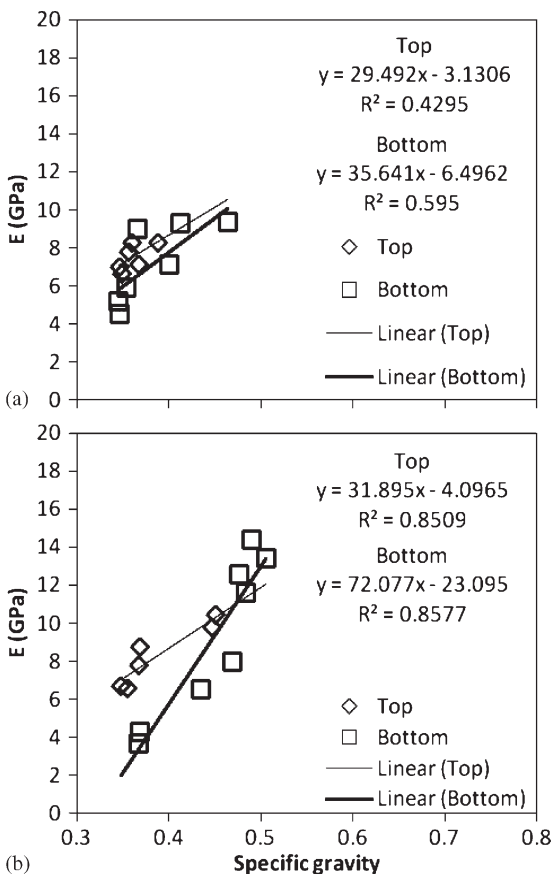 20
18
16
14
12
10
8
6
4
2
0
E (GPa)
Top
y = 29.492x - 3.1306
R² = 0.4295
Bottom
y = 35.641x - 6.4962
R² = 0.595
Top
Bottom
Linear (Top)
Linear (Bottom)
(a)
20
18
16
14
12
10
8
6
4
2
0
E (GPa)
Top
y = 31.895x - 4.0965
R² = 0.8509
Bottom
y = 72.077x - 23.095
R² = 0.8577
Top
Bottom
Linear (Top)
Linear (Bottom)
0.3 0.4 0.5 0.6 0.7 0.8
(b)
Specific gravity